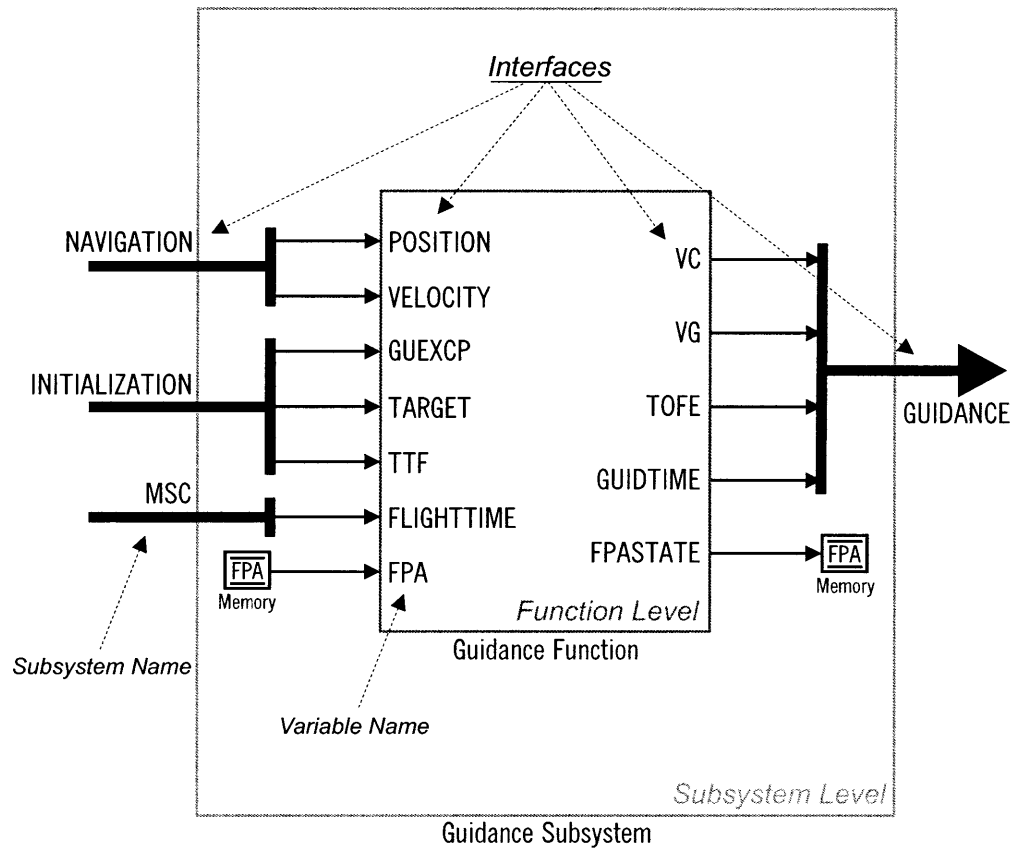 Interfaces
NAVIGATION
POSITION
VC
VELOCITY
VG
GUEXCP
INITIALIZATION
TARGET
TOFE
GUIDANCE
TTF
GUIDTIME
MSC
FLIGHTTIME
FPASTATE
FPA
FPA
FPA
Memory
Memory
Function Level
Guidance Function
Subsystem Name
Variable Name
Subsystem Level
Guidance Subsystem